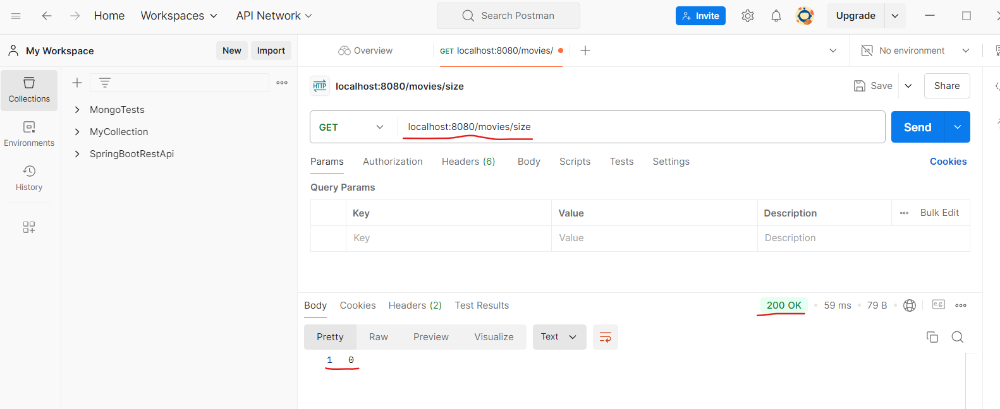 Home Workspaces API Network Search Postman Invite Upgrade
My Workspace New Import Overview GET localhost:8080/movies/ No environment
Collections
Environments
History
MongoTests
MyCollection
SpringBootRestApi
HTTP localhost:8080/movies/size Save Share
GET localhost:8080/movies/size Send
Params Authorization Headers (6) Body Scripts Tests Settings Cookies
Query Params
Key Value Description Bulk Edit
Key Value Description
Body Cookies Headers (2) Test Results 200 OK 59 ms 79 B e.g.
Pretty Raw Preview Visualize Text
1 0